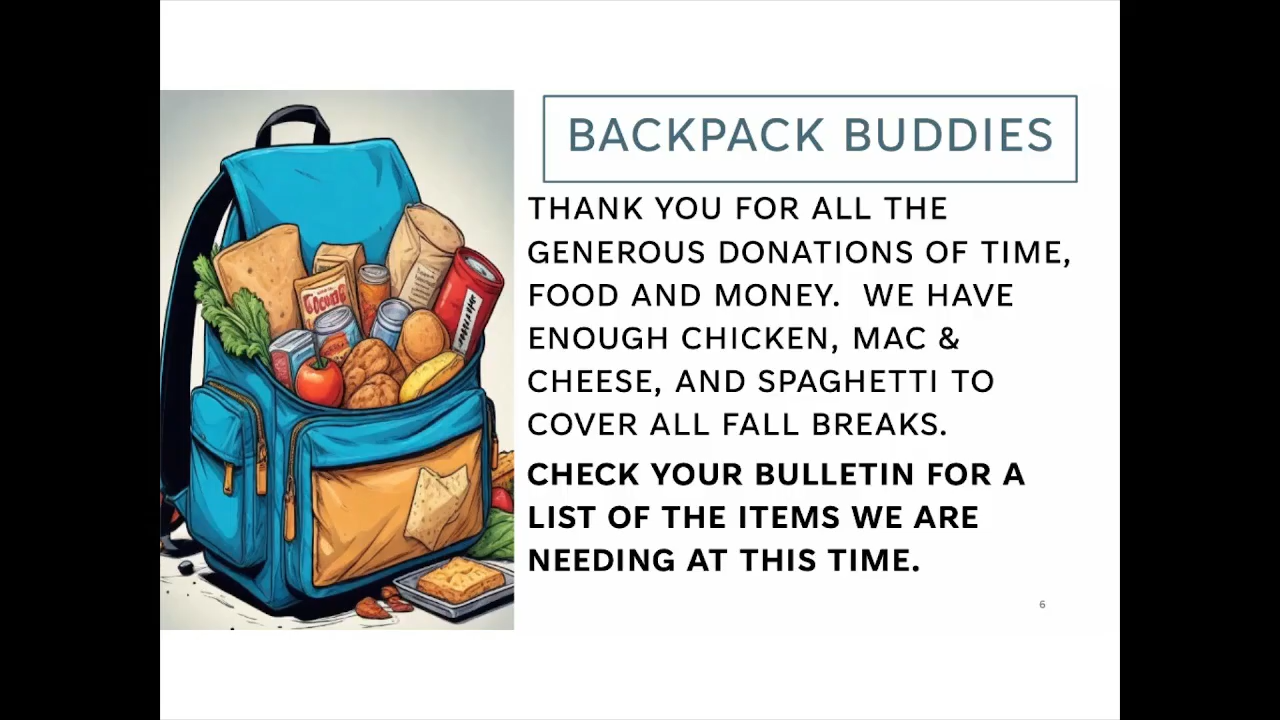 BACKPACK BUDDIES
THANK YOU FOR ALL THE
GENEROUS DONATIONS OF TIME,
FOOD AND MONEY. WE HAVE
ENOUGH CHICKEN, MAC &
CHEESE, AND SPAGHETTI TO
COVER ALL FALL BREAKS.
CHECK YOUR BULLETIN FOR A
LIST OF THE ITEMS WE ARE
NEEDING AT THIS TIME.
6